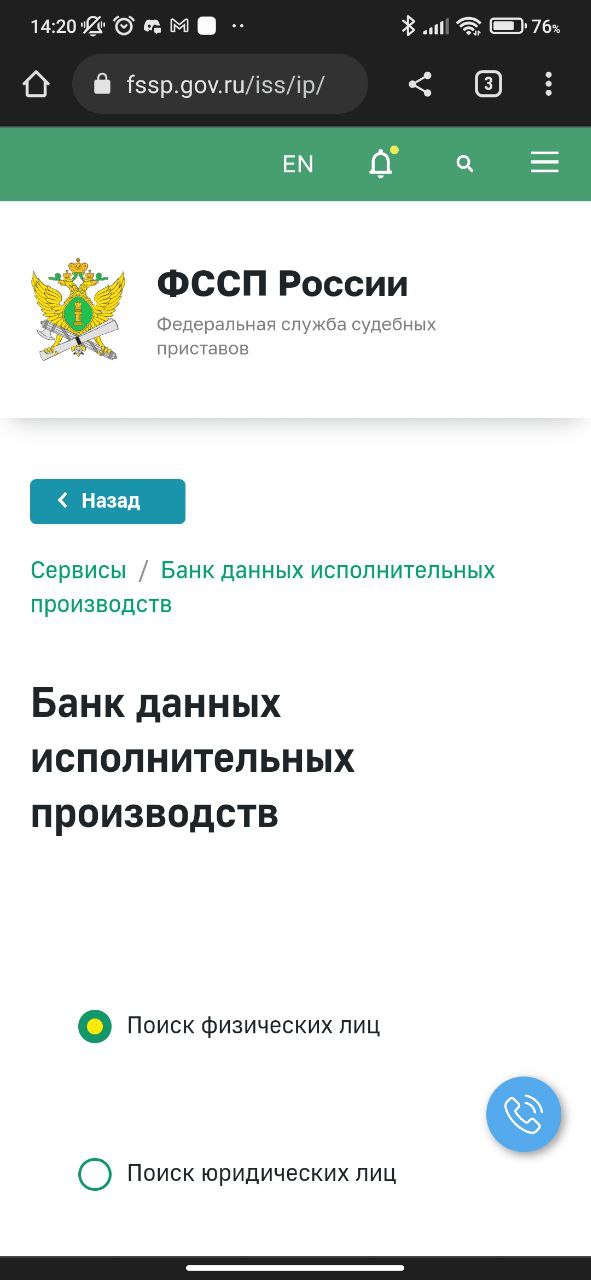 14:20
76%
fssp.gov.ru/iss/ip/
3
EN
ФССП России
Федеральная служба судебных
приставов
Назад
Сервисы / Банк данных исполнительных
производств
Банк данных
исполнительных
производств
Поиск физических лиц
Поиск юридических лиц